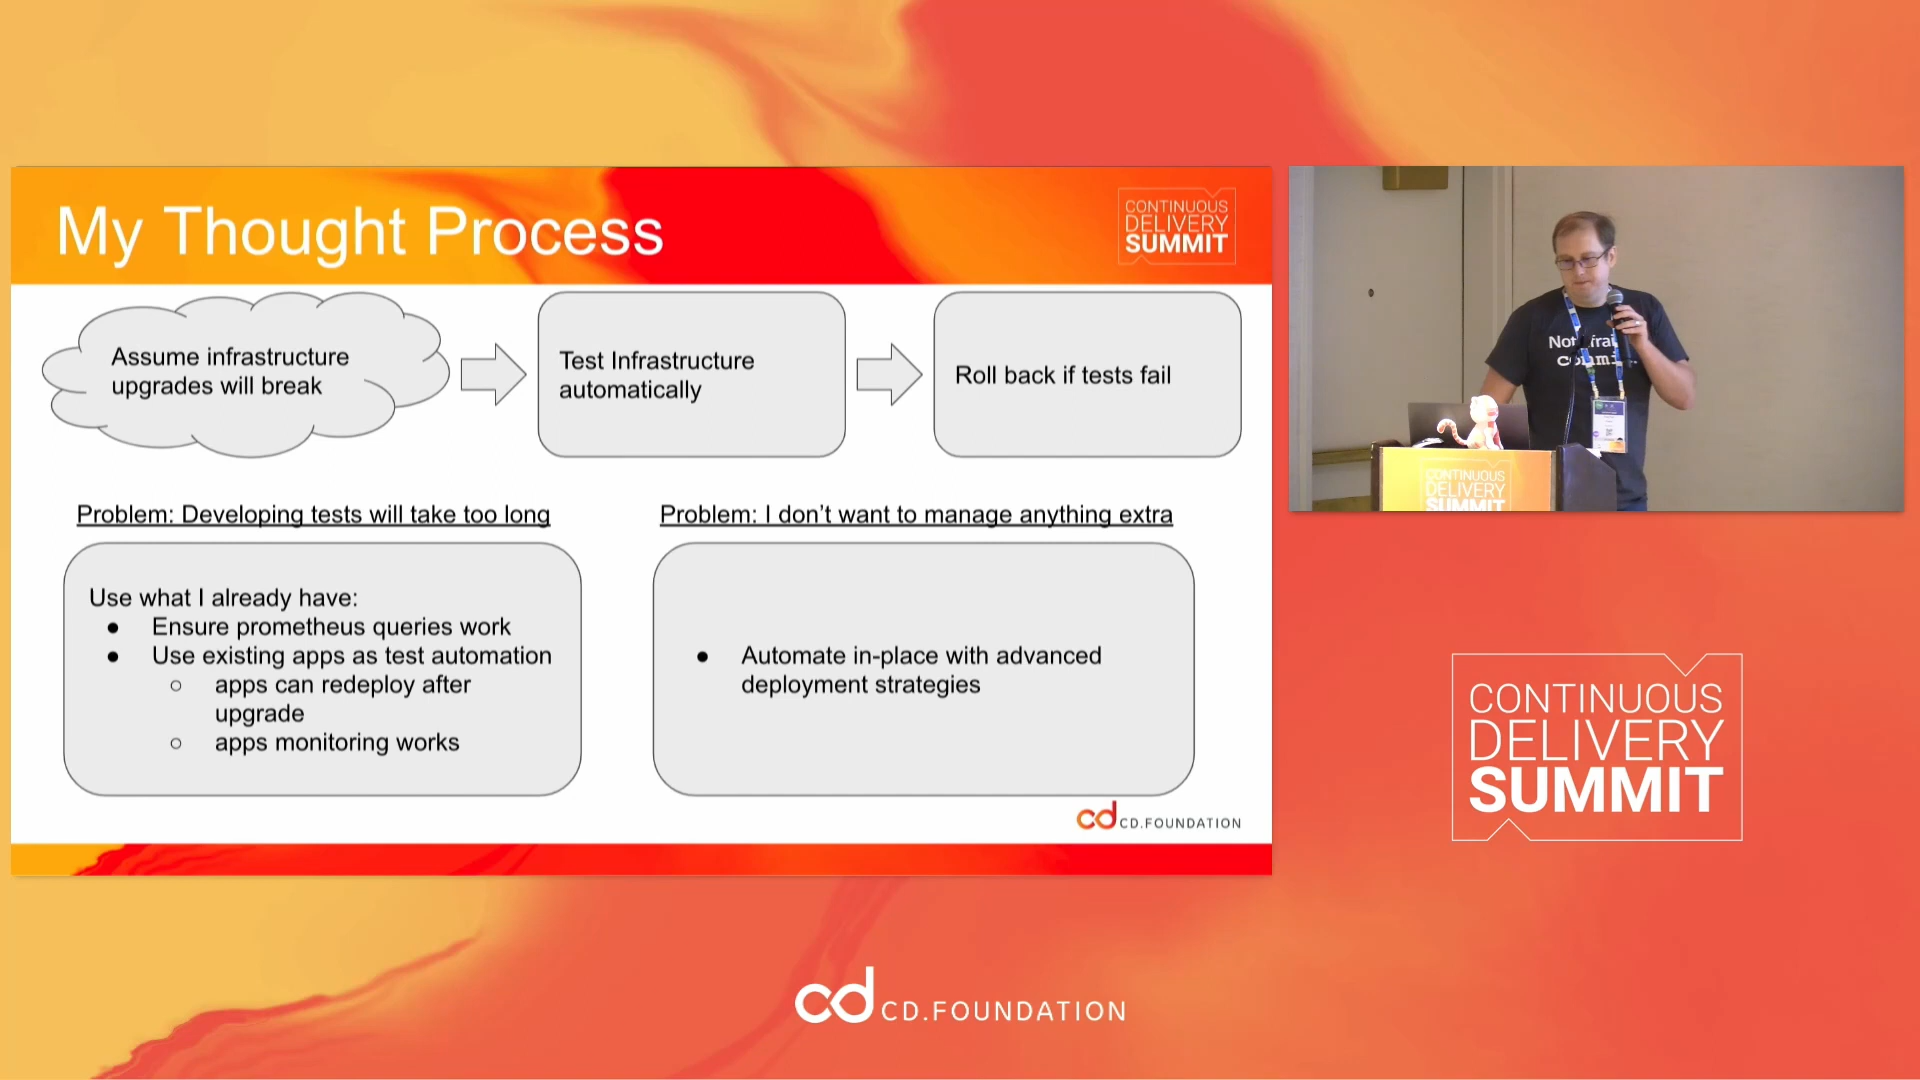 My Thought Process
CONTINUOUS
DELIVERY
SUMMIT
Assume infrastructure
upgrades will break
Test Infrastructure
automatically
Roll back if tests fail
Problem: Developing tests will take too long
Problem: I don't want to manage anything extra
Use what I already have:
● Ensure prometheus queries work
● Use existing apps as test automation
○ apps can redeploy after
upgrade
○ apps monitoring works
● Automate in-place with advanced
deployment strategies
cd CD.FOUNDATION
Not
CONTINUOUS
DELIVERY
SUMMIT
CONTINUOUS
DELIVERY
SUMMIT
cd CD.FOUNDATION